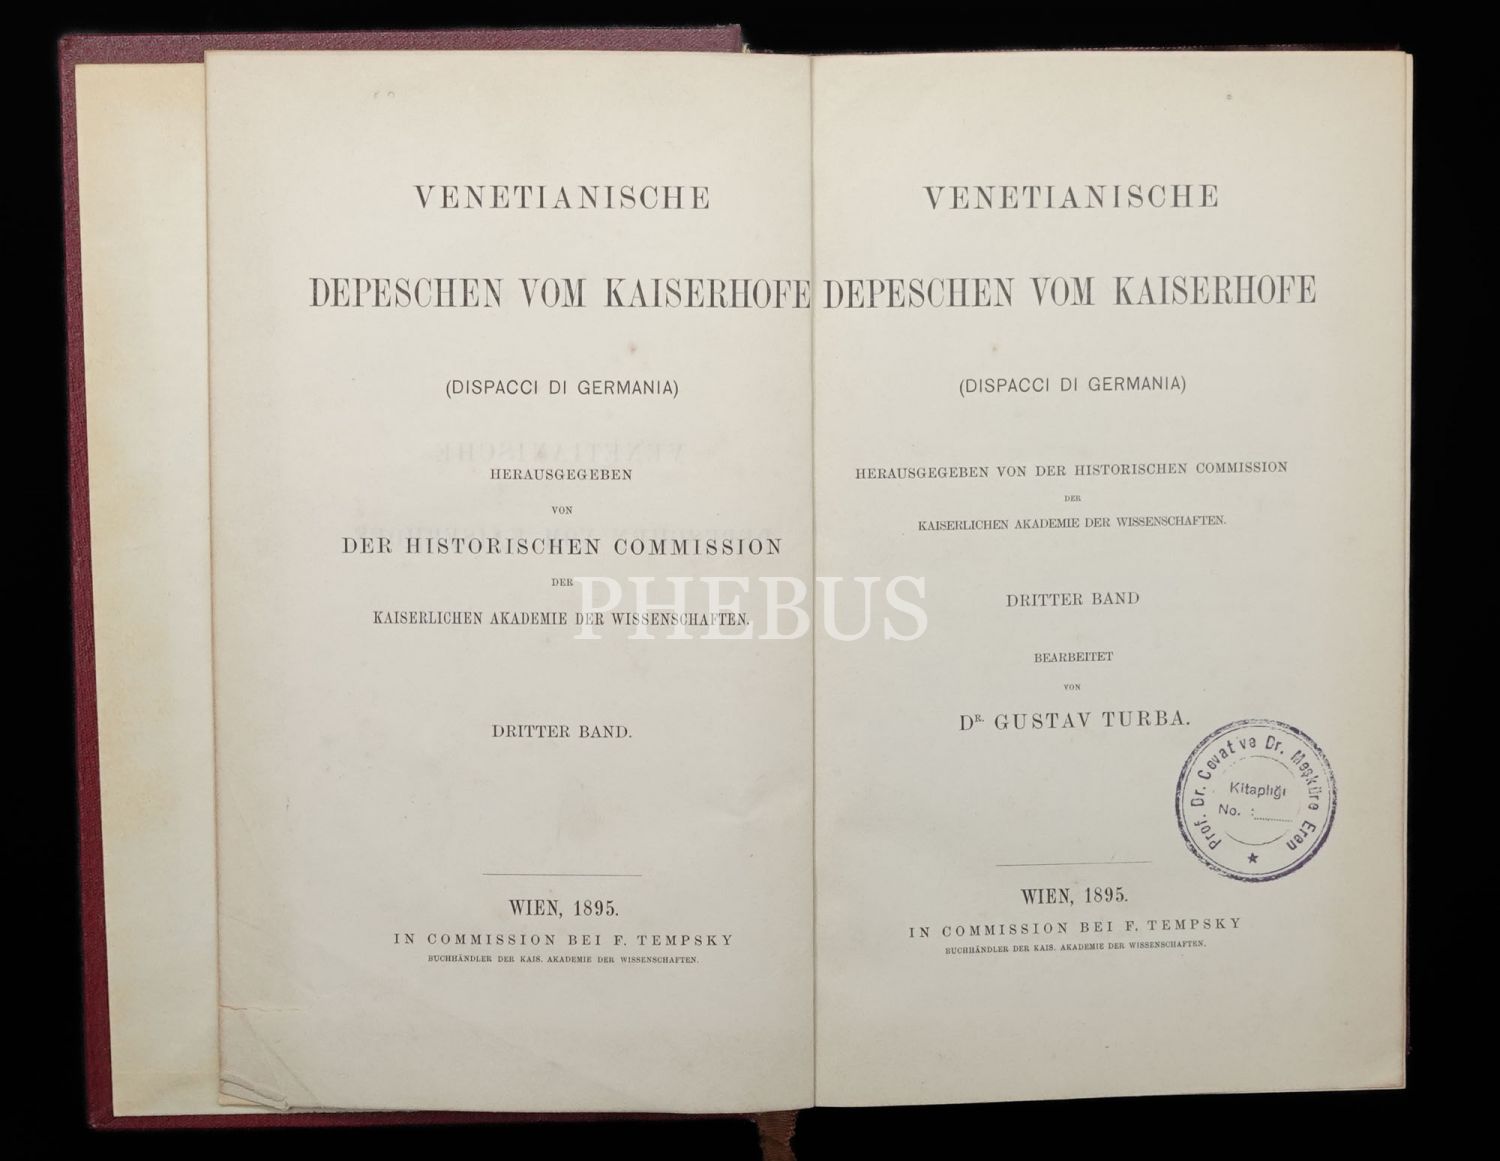 VENETIANISCHE
DEPESCHEN VOM KAISERHOFE
(DISPACCI DI GERMANIA)
HERAUSGEGEBEN
VON
DER HISTORISCHEN COMMISSION
DER
KAISERLICHEN AKADEMIE DER WISSENSCHAFTEN.
DRITTER BAND.
WIEN, 1895.
IN COMMISSION BEI F. TEMPSKY
BUCHHÄNDLER DER KAIS. AKADEMIE DER WISSENSCHAFTEN.
VENETIANISCHE
DEPESCHEN VOM KAISERHOFE
(DISPACCI DI GERMANIA)
HERAUSGEGEBEN VON DER HISTORISCHEN COMMISSION
DER
KAISERLICHEN AKADEMIE DER WISSENSCHAFTEN.
DRITTER BAND
BEARBEITET
VON
DR. GUSTAV TURBA.
Prof. Dr. Cevat ve Dr. Meşküre Eren
Kitaplığı
No. :
WIEN, 1895.
IN COMMISSION BEI F. TEMPSKY
BUCHHÄNDLER DER KAIS. AKADEMIE DER WISSENSCHAFTEN.
PHEBUS